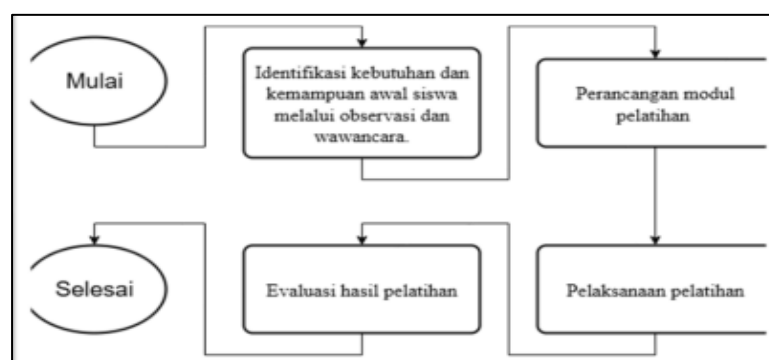 Mulai
Identifikasi kebutuhan dan
kemampuan awal siswa
melalui observasi dan
wawancara.
Perancangan modul
pelatihan
Pelaksanaan pelatihan
Evaluasi hasil pelatihan
Selesai